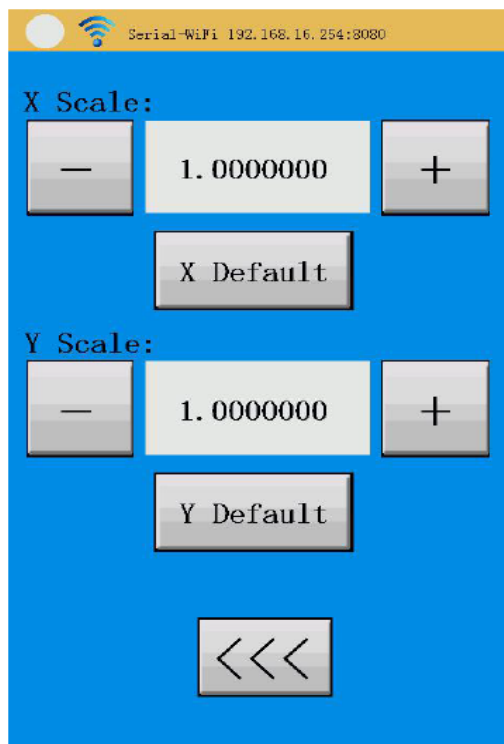 Serial-WiFi 192.168.16.254:8080
X Scale:
— 1.0000000 +
X Default
Y Scale:
— 1.0000000 +
Y Default
<<<